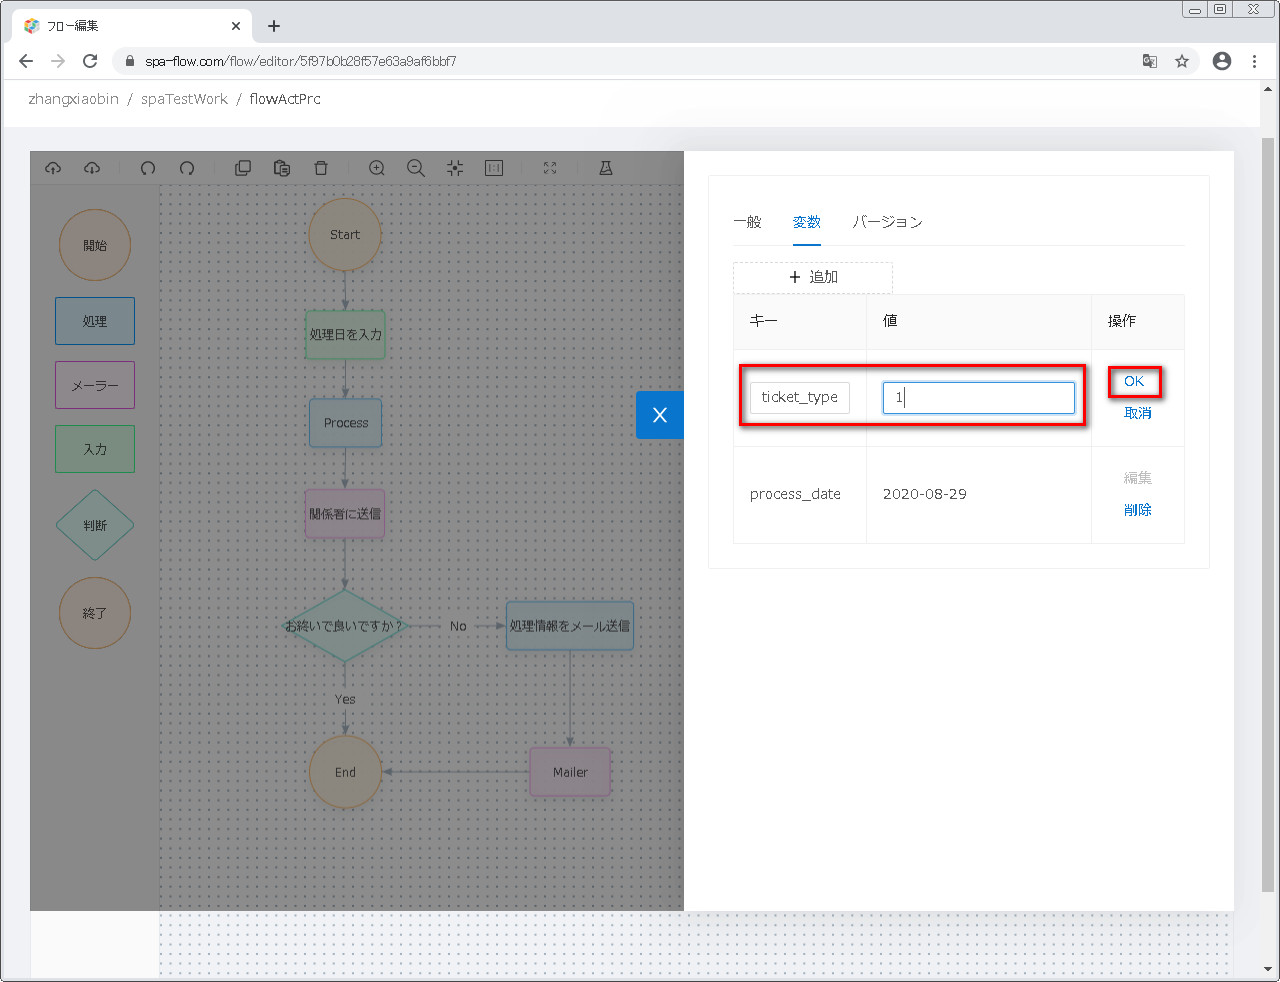 フロー編集
spa-flow.com/flow/editor/5f97b0b28f57e63a9af6bbf7
zhangxiaobin / spaTestWork / flowActPrc
開始
処理
メーラー
入力
判断
終了
Start
処理日を入力
Process
関係者に送信
お終いで良いですか？
No
処理情報をメール送信
Yes
End
Mailer
一般 変数 バージョン
+ 追加
キー 値 操作
ticket_type 1 OK
取消
process_date 2020-08-29 編集
削除